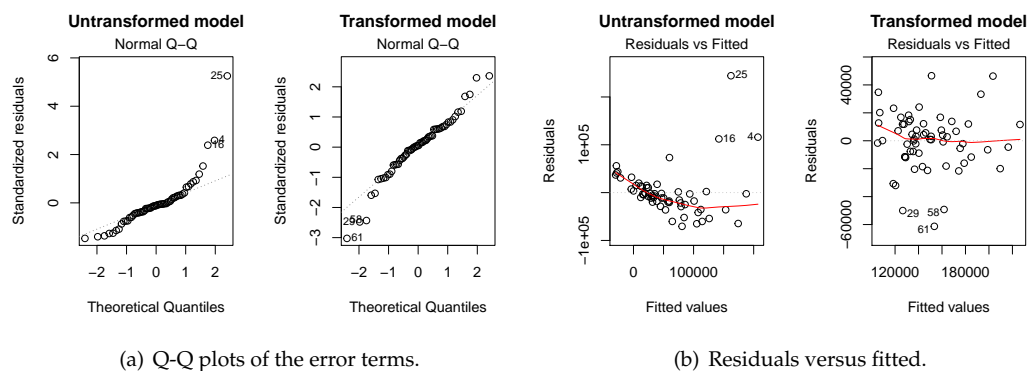 Untransformed model
Normal Q−Q
Standardized residuals
6
4
2
0
25
4
16
−2 −1 0 1 2
Theoretical Quantiles
Transformed model
Normal Q−Q
Standardized residuals
2
1
0
−1
−2
−3
29
58
61
−2 −1 0 1 2
Theoretical Quantiles
(a) Q-Q plots of the error terms.
Untransformed model
Residuals vs Fitted
Residuals
1e+05
−1e+05
25
16
4
0 100000
Fitted values
Transformed model
Residuals vs Fitted
Residuals
40000
0
−60000
29
58
61
120000 180000
Fitted values
(b) Residuals versus fitted.